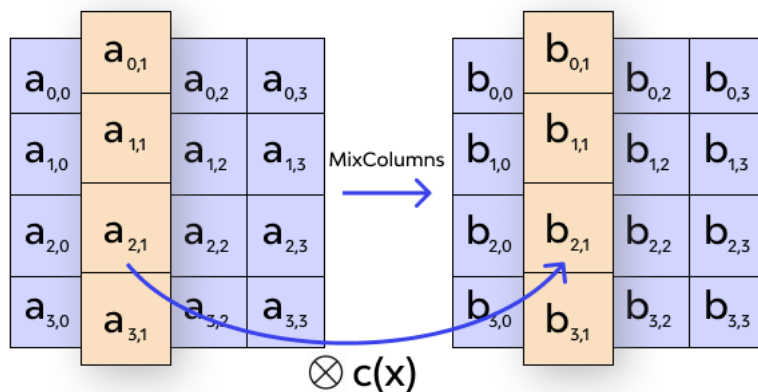 a0,0 a0,1 a0,2 a0,3
a1,0 a1,1 a1,2 a1,3
a2,0 a2,1 a2,2 a2,3
a3,0 a3,1 a3,2 a3,3
MixColumns
b0,0 b0,1 b0,2 b0,3
b1,0 b1,1 b1,2 b1,3
b2,0 b2,1 b2,2 b2,3
b3,0 b3,1 b3,2 b3,3
⊗ c(x)